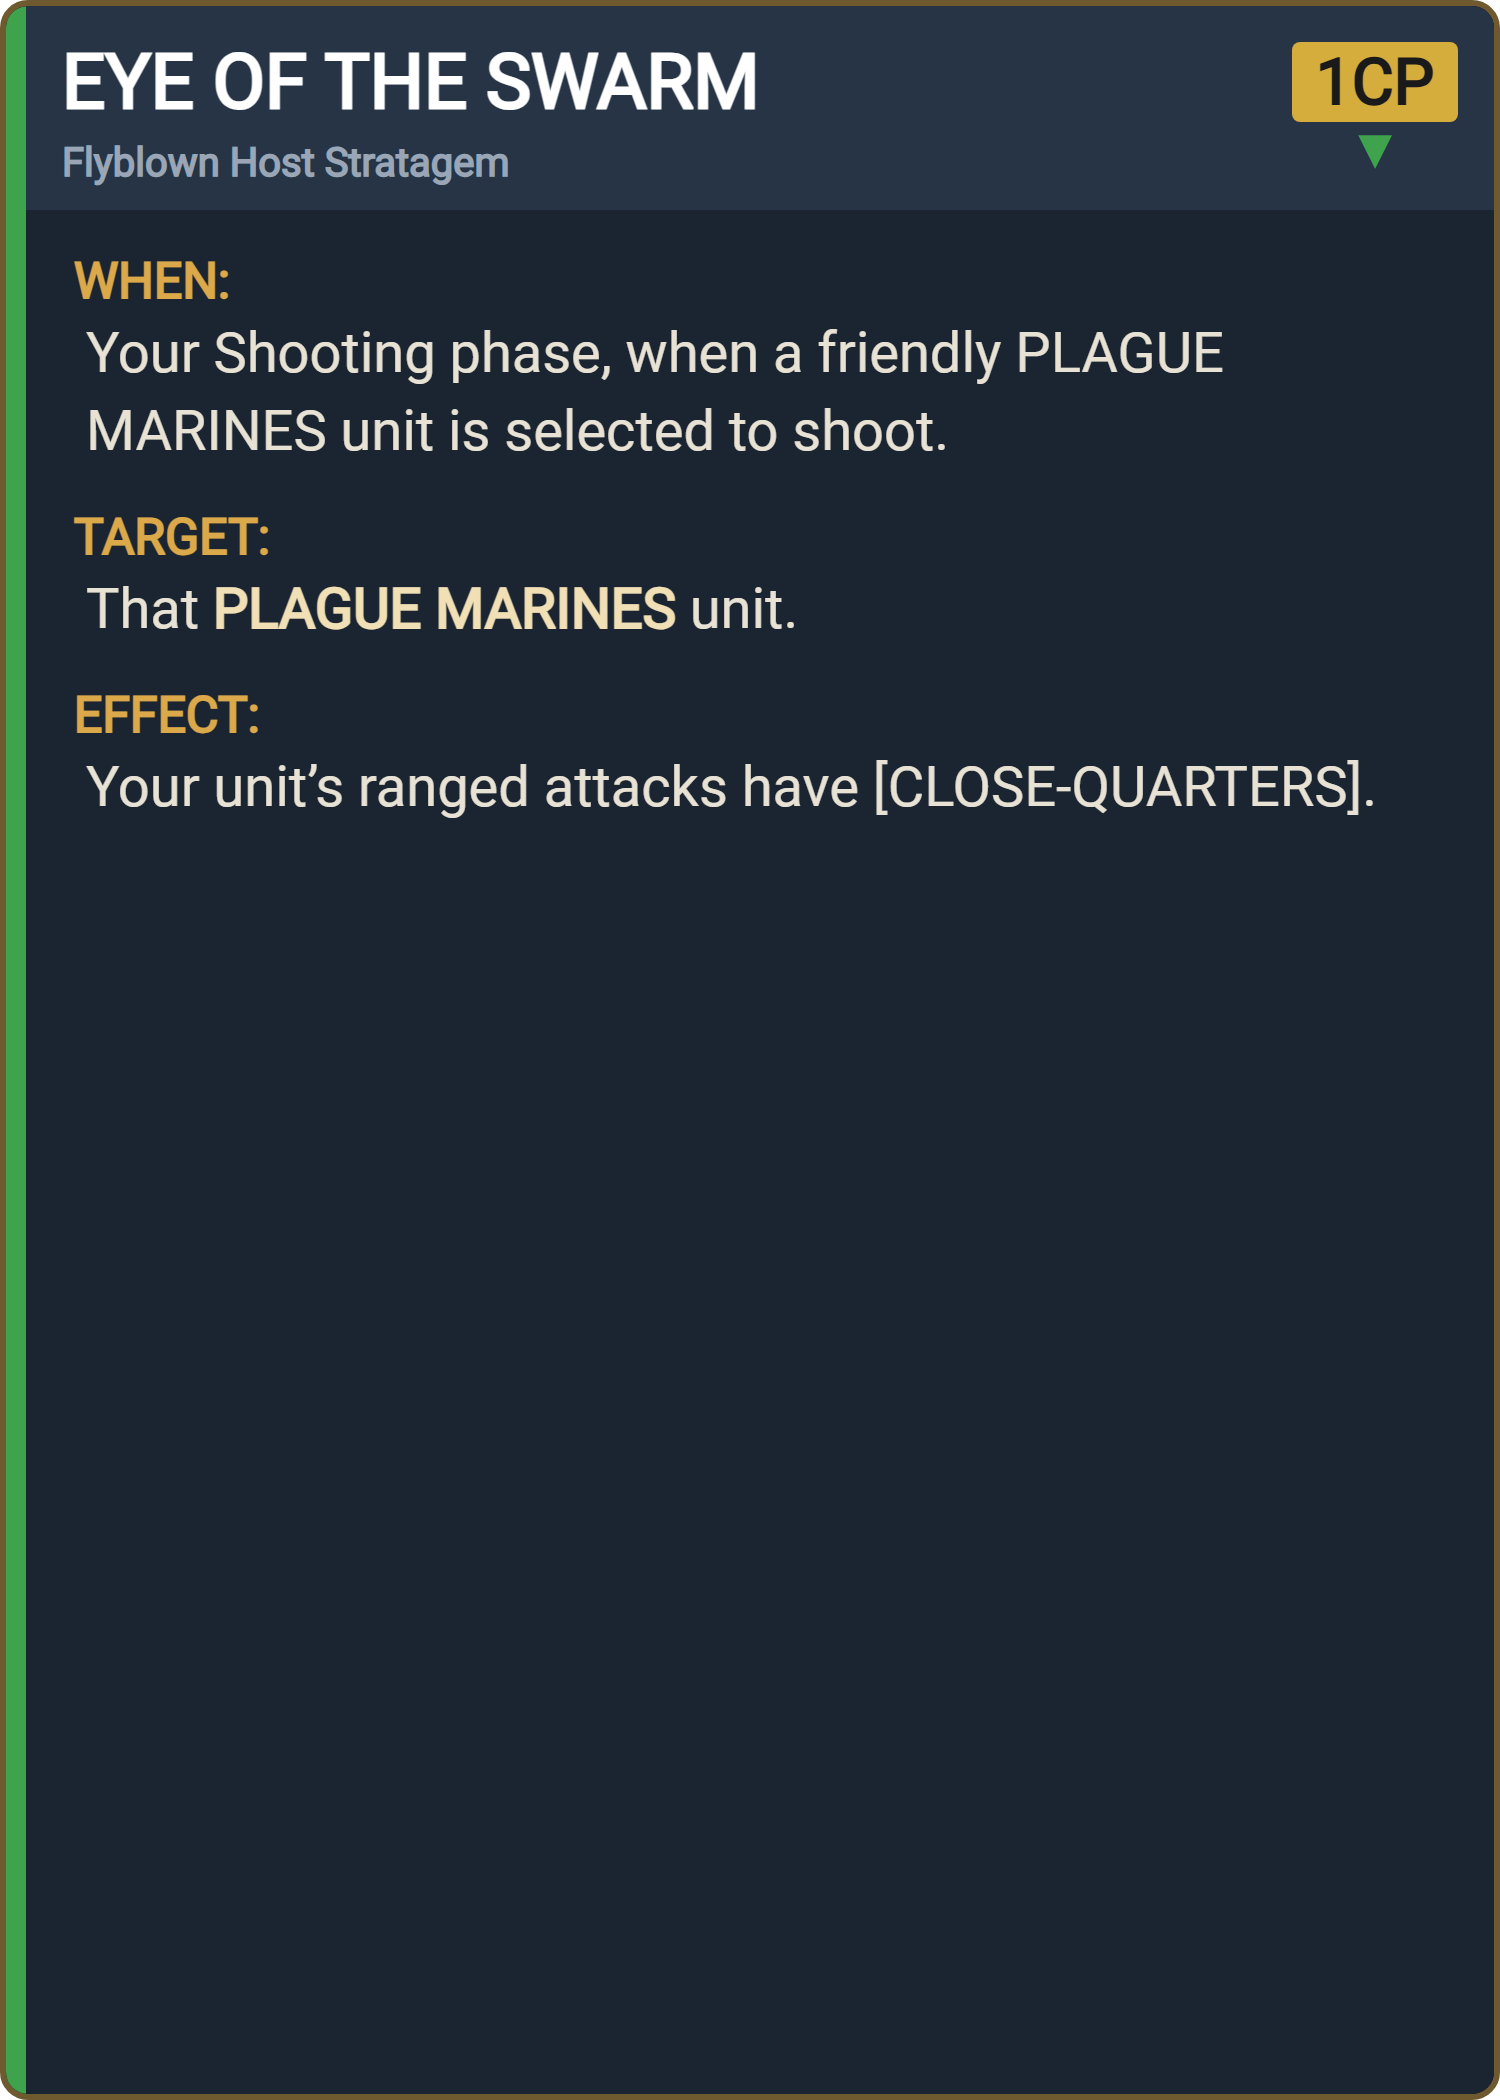 EYE OF THE SWARM
1CP
Flyblown Host Stratagem
WHEN:
Your Shooting phase, when a friendly PLAGUE
MARINES unit is selected to shoot.
TARGET:
That PLAGUE MARINES unit.
EFFECT:
Your unit’s ranged attacks have [CLOSE-QUARTERS].